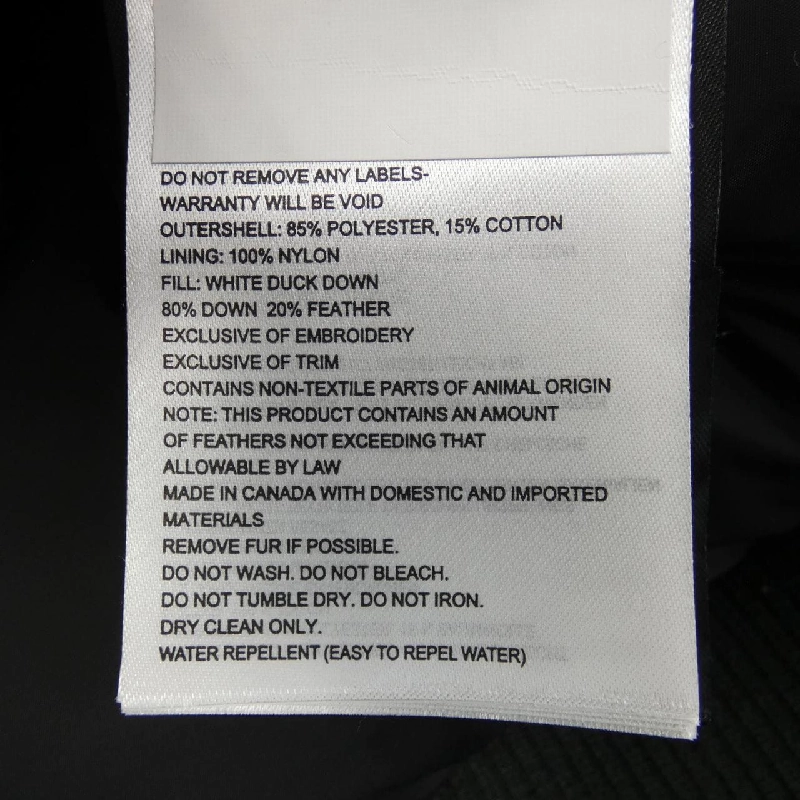 DO NOT REMOVE ANY LABELS-
WARRANTY WILL BE VOID
OUTERSHELL: 85% POLYESTER, 15% COTTON
LINING: 100% NYLON
FILL: WHITE DUCK DOWN
80% DOWN 20% FEATHER
EXCLUSIVE OF EMBROIDERY
EXCLUSIVE OF TRIM
CONTAINS NON-TEXTILE PARTS OF ANIMAL ORIGIN
NOTE: THIS PRODUCT CONTAINS AN AMOUNT
OF FEATHERS NOT EXCEEDING THAT
ALLOWABLE BY LAW
MADE IN CANADA WITH DOMESTIC AND IMPORTED
MATERIALS
REMOVE FUR IF POSSIBLE.
DO NOT WASH. DO NOT BLEACH.
DO NOT TUMBLE DRY. DO NOT IRON.
DRY CLEAN ONLY.
WATER REPELLENT (EASY TO REPEL WATER)